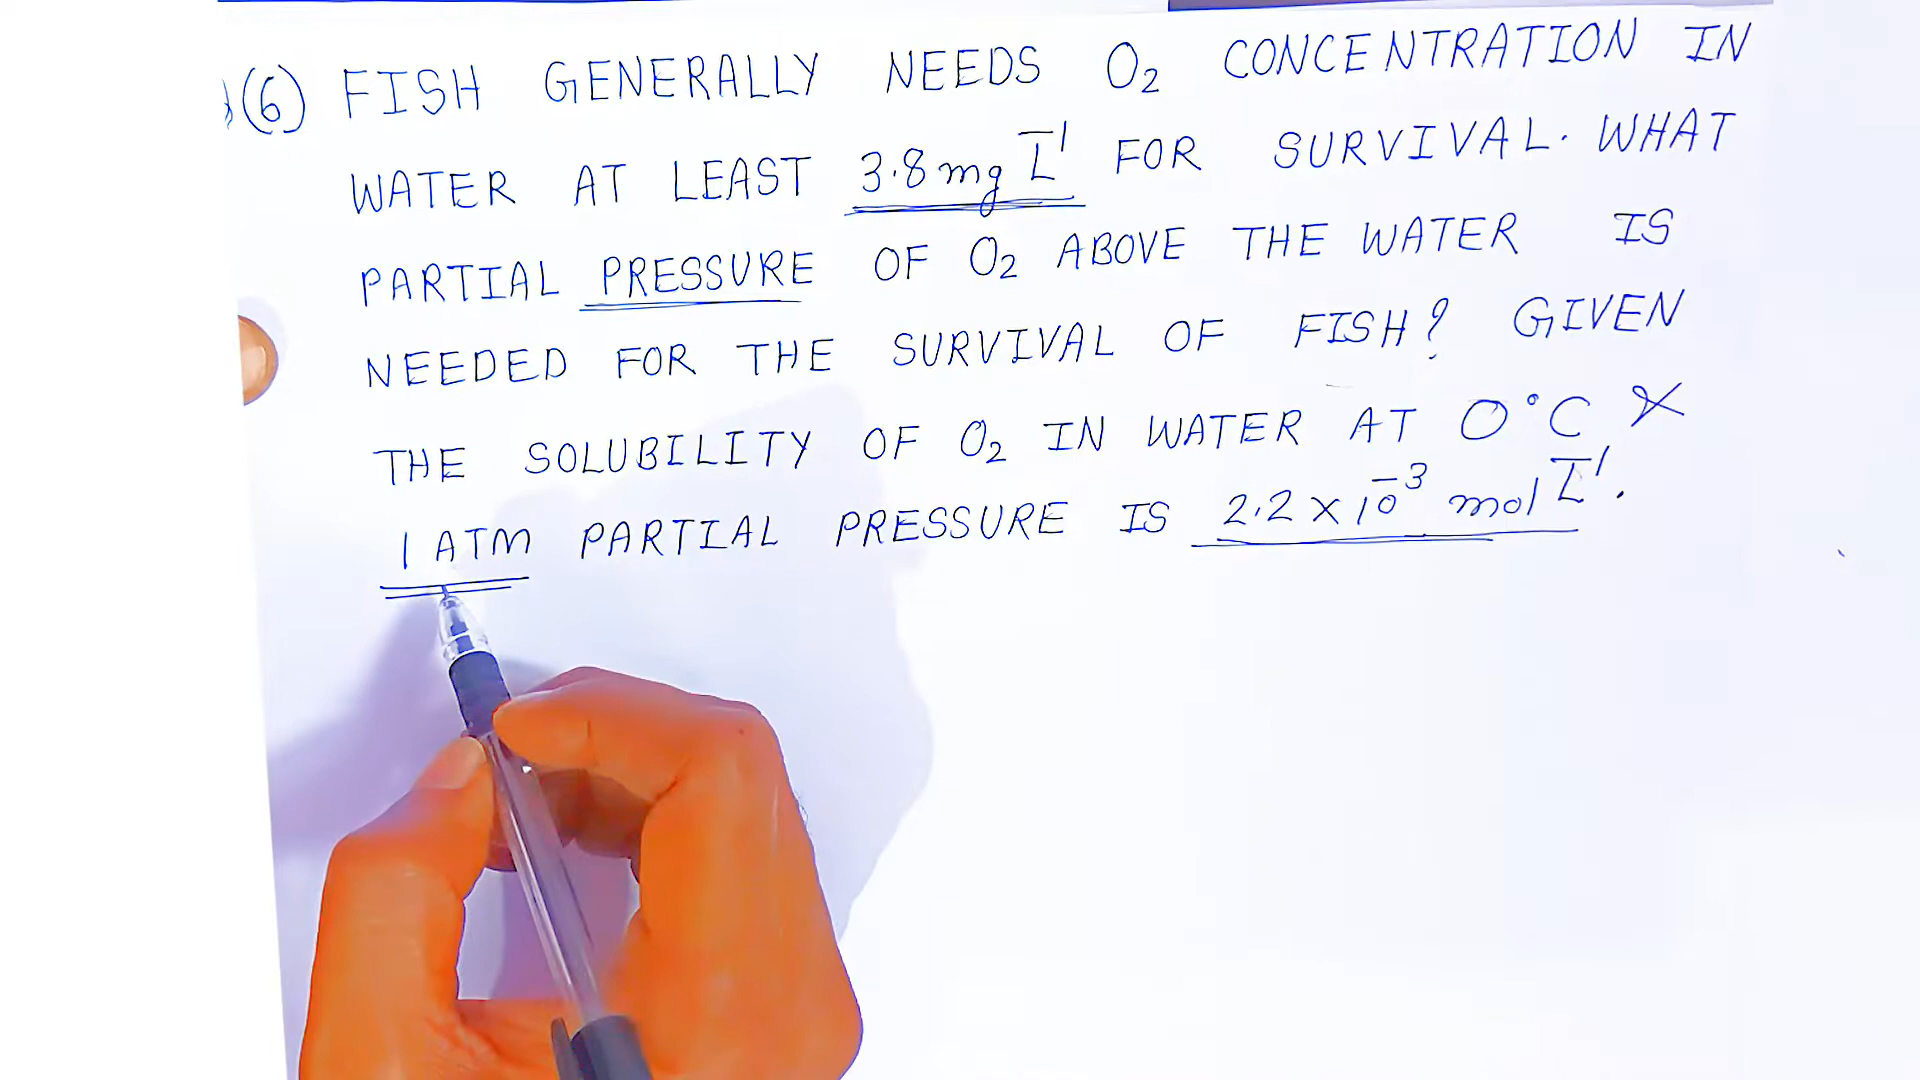 (6) FISH GENERALLY NEEDS O₂ CONCENTRATION IN
WATER AT LEAST 3.8 mg L⁻¹ FOR SURVIVAL. WHAT
PARTIAL PRESSURE OF O₂ ABOVE THE WATER IS
NEEDED FOR THE SURVIVAL OF FISH? GIVEN
THE SOLUBILITY OF O₂ IN WATER AT 0°C &
1 ATM PARTIAL PRESSURE IS 2.2 × 10⁻³ mol L⁻¹.